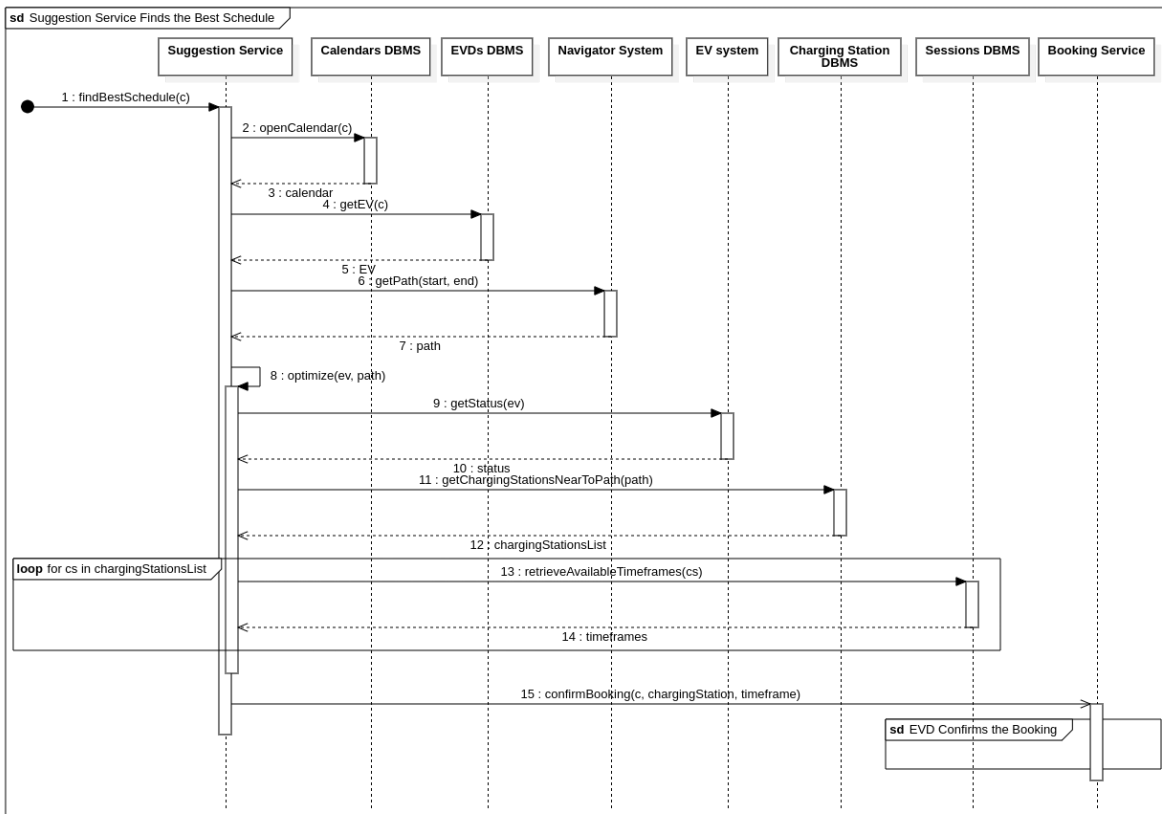 sd Suggestion Service Finds the Best Schedule
Suggestion Service
Calendars DBMS
EVDs DBMS
Navigator System
EV system
Charging Station
DBMS
Sessions DBMS
Booking Service
1 : findBestSchedule(c)
2 : openCalendar(c)
3 : calendar
4 : getEV(c)
5 : EV
6 : getPath(start, end)
7 : path
8 : optimize(ev, path)
9 : getStatus(ev)
10 : status
11 : getChargingStationsNearToPath(path)
12 : chargingStationsList
loop for cs in chargingStationsList
13 : retrieveAvailableTimeframes(cs)
14 : timeframes
15 : confirmBooking(c, chargingStation, timeframe)
sd EVD Confirms the Booking